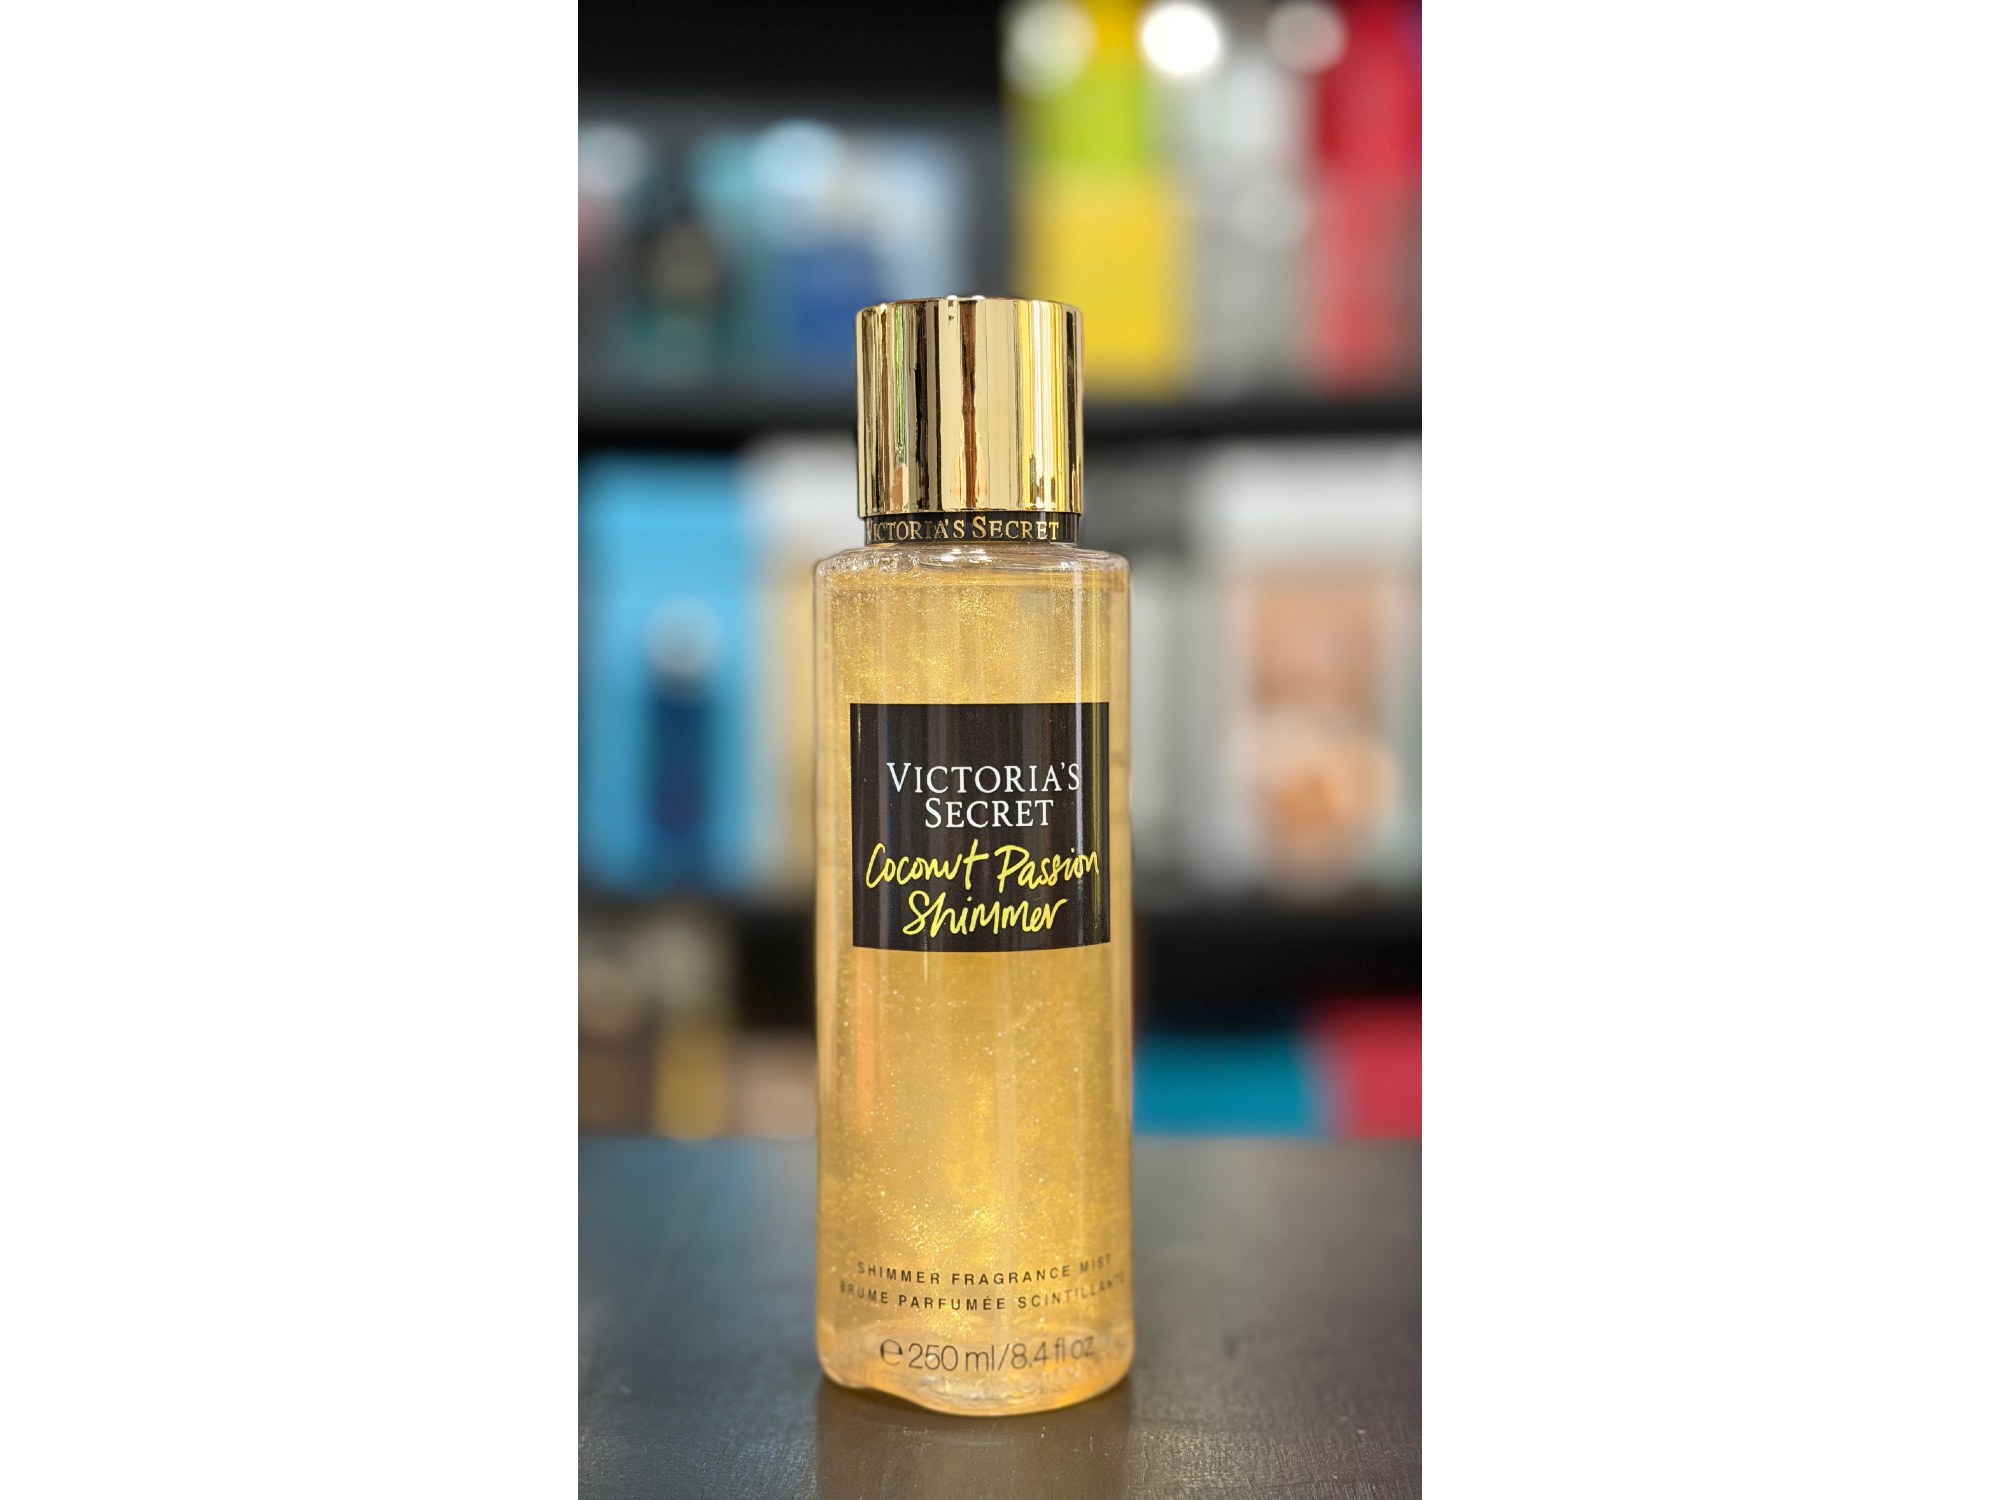 VICTORIA'S SECRET
VICTORIA'S
SECRET
Coconut Passion
Shimmer
SHIMMER FRAGRANCE MIST
BRUME PARFUMÉE SCINTILLANTE
e 250 ml/8.4 fl oz